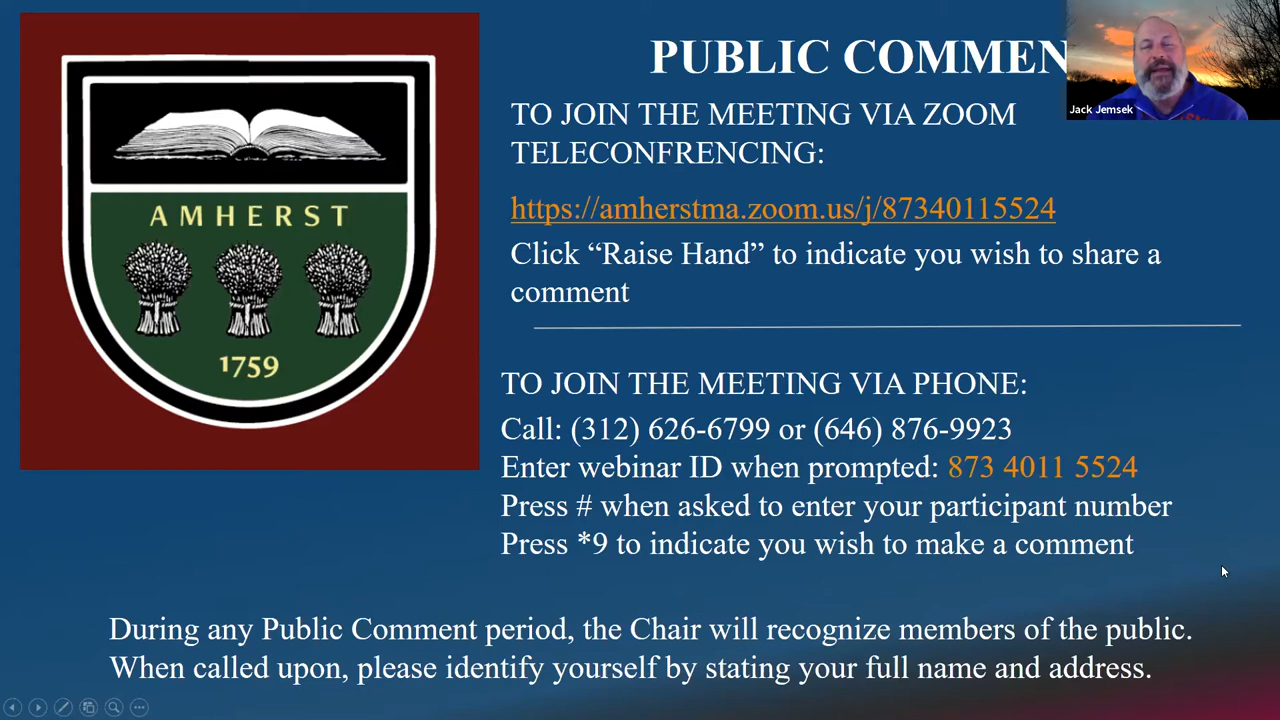 PUBLIC COMMEN
Jack Jemsek
TO JOIN THE MEETING VIA ZOOM
TELECONFRENCING:
https://amherstma.zoom.us/j/87340115524
Click “Raise Hand” to indicate you wish to share a
comment
AMHERST
1759
TO JOIN THE MEETING VIA PHONE:
Call: (312) 626-6799 or (646) 876-9923
Enter webinar ID when prompted: 873 4011 5524
Press # when asked to enter your participant number
Press *9 to indicate you wish to make a comment
During any Public Comment period, the Chair will recognize members of the public.
When called upon, please identify yourself by stating your full name and address.